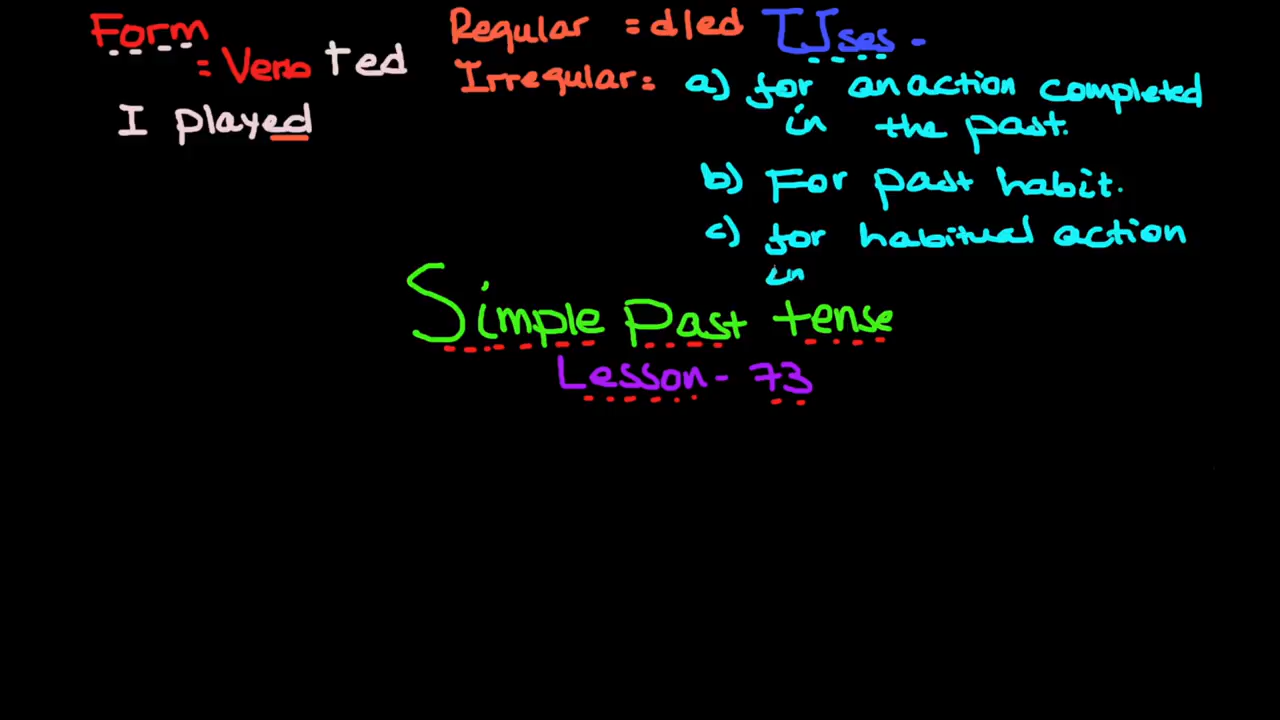 Form
= Verb + ed
I played
Regular = d/ed
Irregular =
Uses -
a) for an action completed
in the past.
b) For past habit.
c) for habitual action
in
Simple Past tense
Lesson - 73